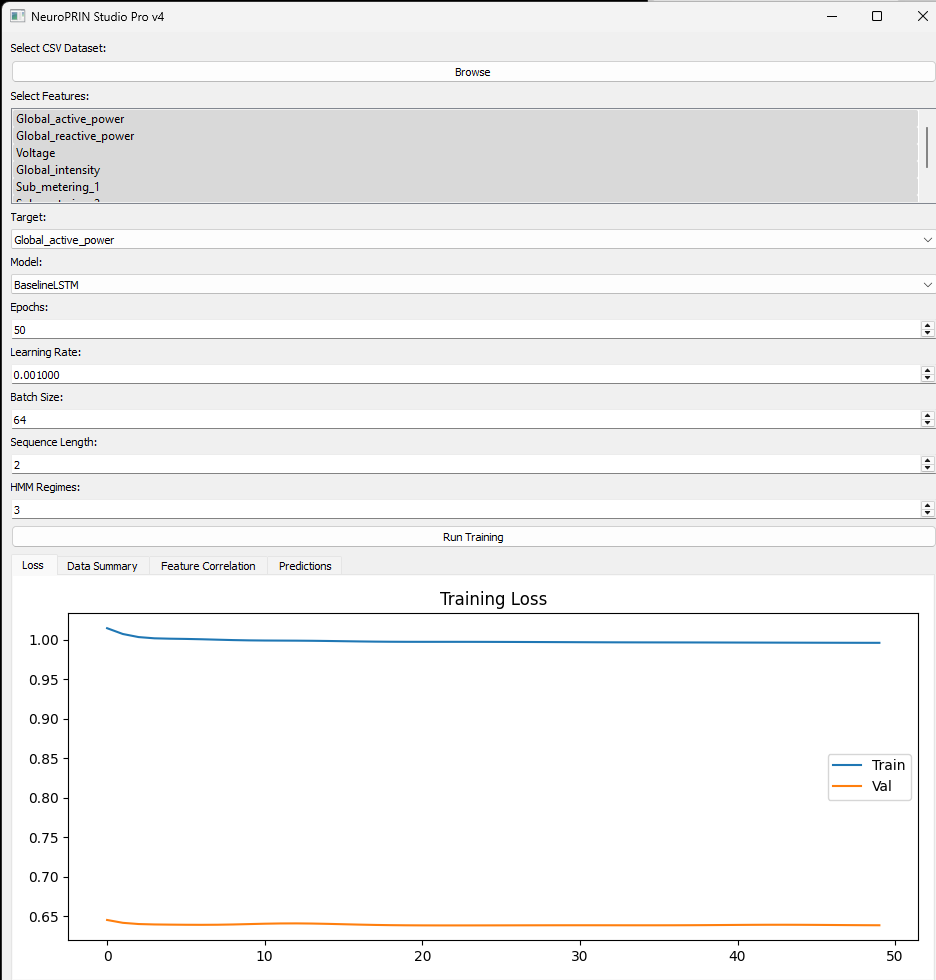 NeuroPRIN Studio Pro v4
Select CSV Dataset:
Browse
Select Features:
Global_active_power
Global_reactive_power
Voltage
Global_intensity
Sub_metering_1
Target:
Global_active_power
Model:
BaselineLSTM
Epochs:
50
Learning Rate:
0.001000
Batch Size:
64
Sequence Length:
2
HMM Regimes:
3
Run Training
Loss Data Summary Feature Correlation Predictions
Training Loss
1.00
0.95
0.90
0.85
0.80
0.75
0.70
0.65
Train
Val
0 10 20 30 40 50